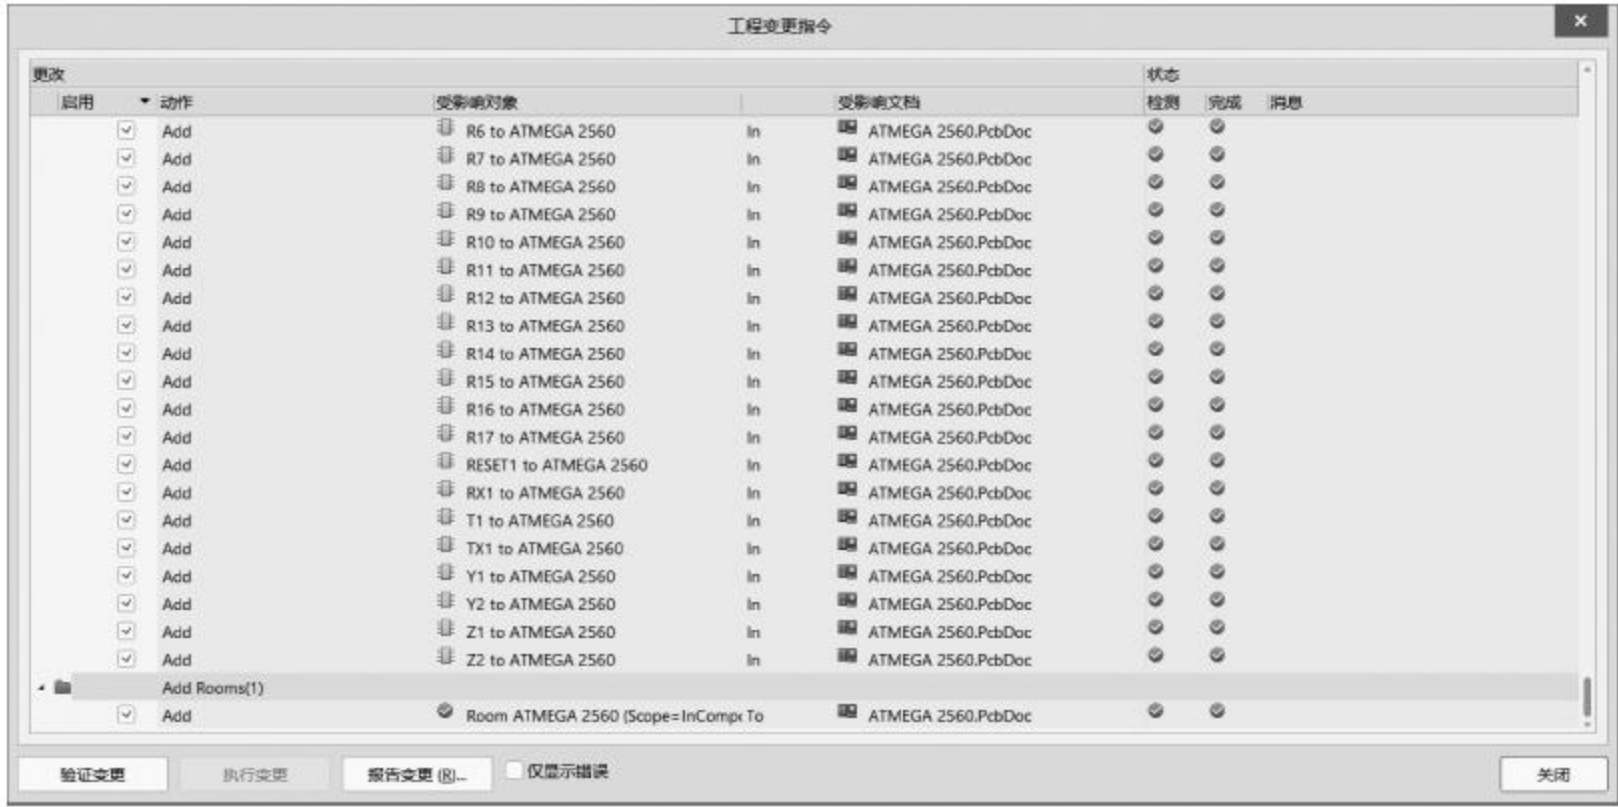 工程变更指令
更改 状态
启用 动作 受影响对象 受影响文档 检测 完成 消息
Add R6 to ATMEGA 2560 In ATMEGA 2560.PcbDoc
Add R7 to ATMEGA 2560 In ATMEGA 2560.PcbDoc
Add R8 to ATMEGA 2560 In ATMEGA 2560.PcbDoc
Add R9 to ATMEGA 2560 In ATMEGA 2560.PcbDoc
Add R10 to ATMEGA 2560 In ATMEGA 2560.PcbDoc
Add R11 to ATMEGA 2560 In ATMEGA 2560.PcbDoc
Add R12 to ATMEGA 2560 In ATMEGA 2560.PcbDoc
Add R13 to ATMEGA 2560 In ATMEGA 2560.PcbDoc
Add R14 to ATMEGA 2560 In ATMEGA 2560.PcbDoc
Add R15 to ATMEGA 2560 In ATMEGA 2560.PcbDoc
Add R16 to ATMEGA 2560 In ATMEGA 2560.PcbDoc
Add R17 to ATMEGA 2560 In ATMEGA 2560.PcbDoc
Add RESET1 to ATMEGA 2560 In ATMEGA 2560.PcbDoc
Add RX1 to ATMEGA 2560 In ATMEGA 2560.PcbDoc
Add T1 to ATMEGA 2560 In ATMEGA 2560.PcbDoc
Add TX1 to ATMEGA 2560 In ATMEGA 2560.PcbDoc
Add Y1 to ATMEGA 2560 In ATMEGA 2560.PcbDoc
Add Y2 to ATMEGA 2560 In ATMEGA 2560.PcbDoc
Add Z1 to ATMEGA 2560 In ATMEGA 2560.PcbDoc
Add Z2 to ATMEGA 2560 In ATMEGA 2560.PcbDoc
Add Rooms(1)
Add Room ATMEGA 2560 (Scope=InCompc To ATMEGA 2560.PcbDoc
验证变更 执行变更 报告变更 (R)... 仅显示错误 关闭